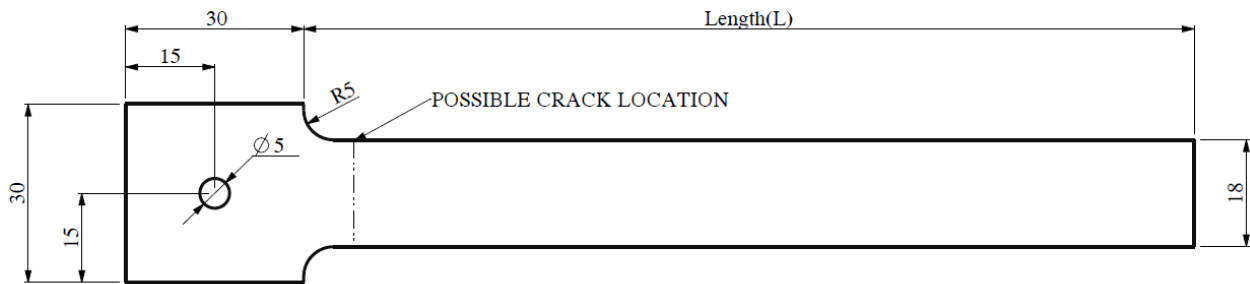 30
Length(L)
15
R5
POSSIBLE CRACK LOCATION
∅5
30
15
18